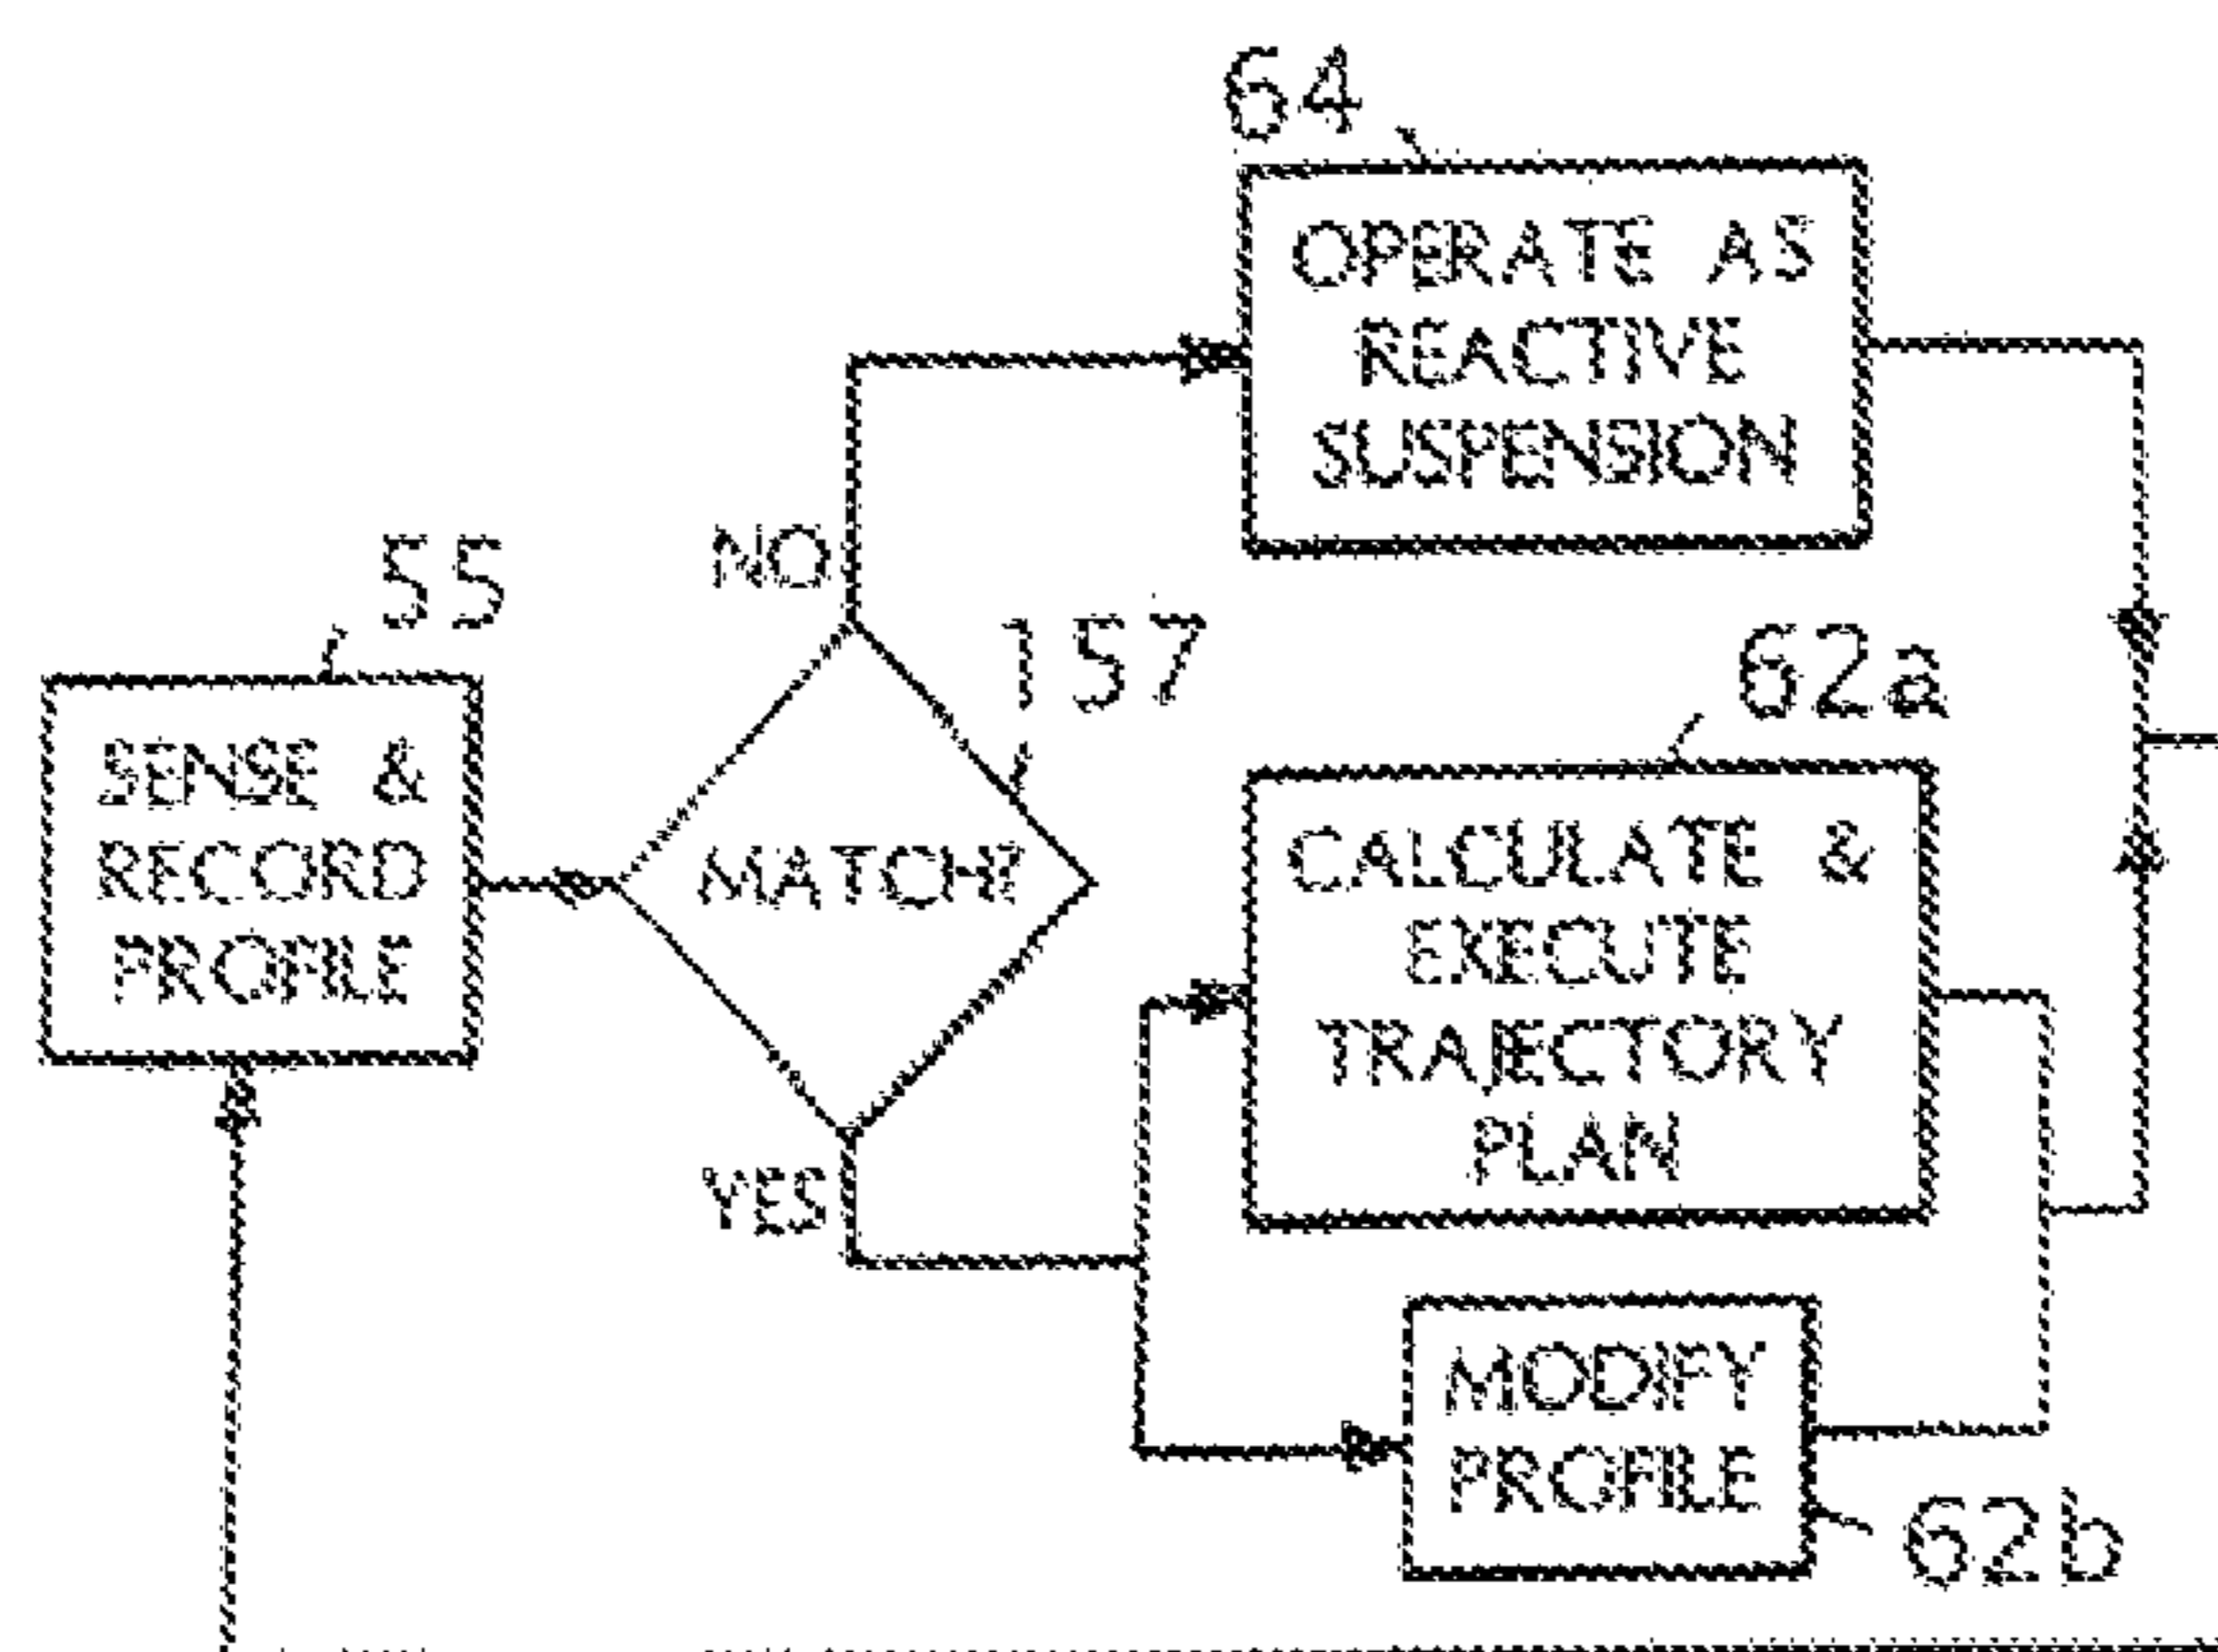 64
OPERATE AS
REACTIVE
SUSPENSION
NO
55
157
62a
SENSE &
RECORD
PROFILE
MATCH?
CALCULATE &
EXECUTE
TRAJECTORY
PLAN
YES
MODIFY
PROFILE
62b